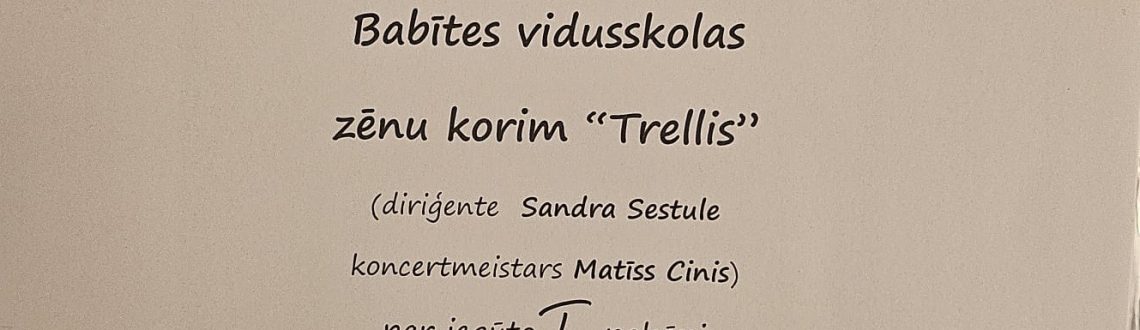 Babītes vidusskolas
zēnu korim “Trellis”
(diriģente Sandra Sestule
koncertmeistars Matīss Cinis)